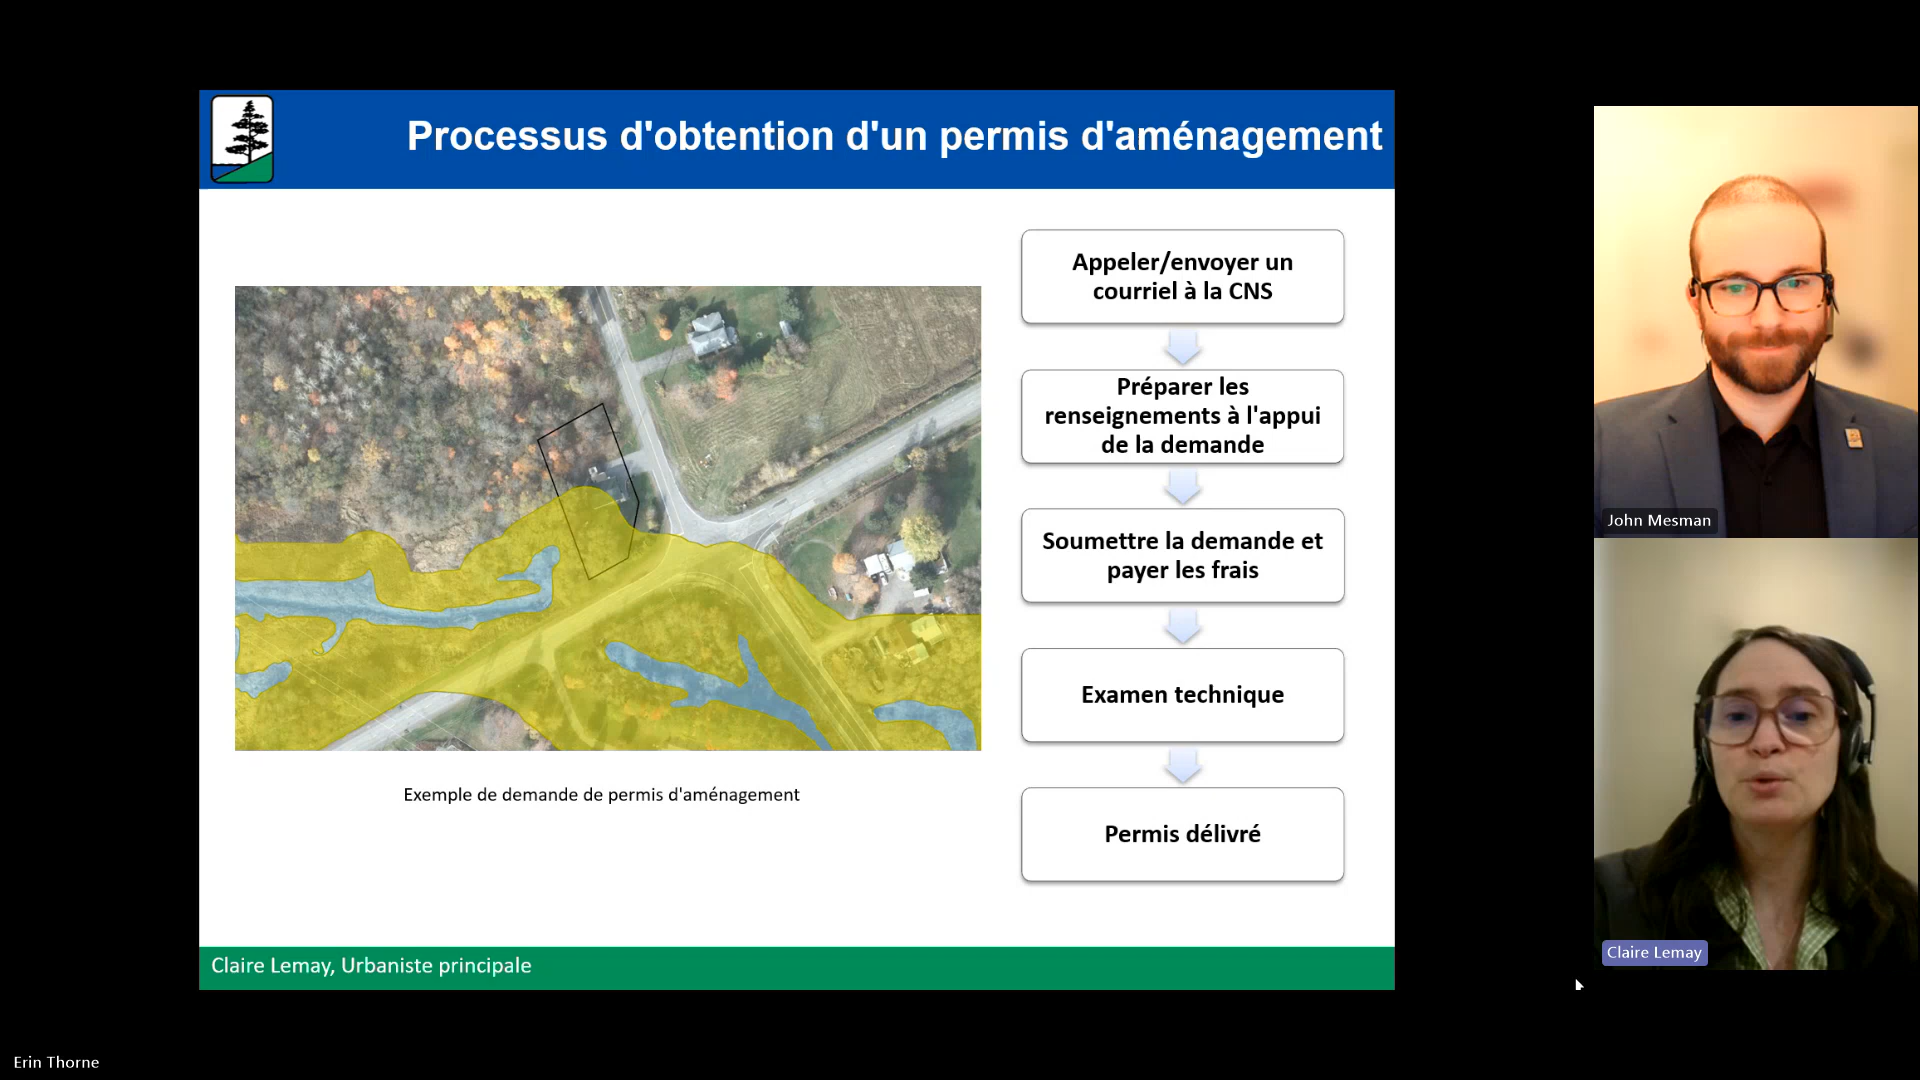 Processus d'obtention d'un permis d'aménagement
Appeler/envoyer un
courriel à la CNS
Préparer les
renseignements à l'appui
de la demande
Soumettre la demande et
payer les frais
Examen technique
Permis délivré
Exemple de demande de permis d'aménagement
Claire Lemay, Urbaniste principale
John Mesman
Claire Lemay
Erin Thorne